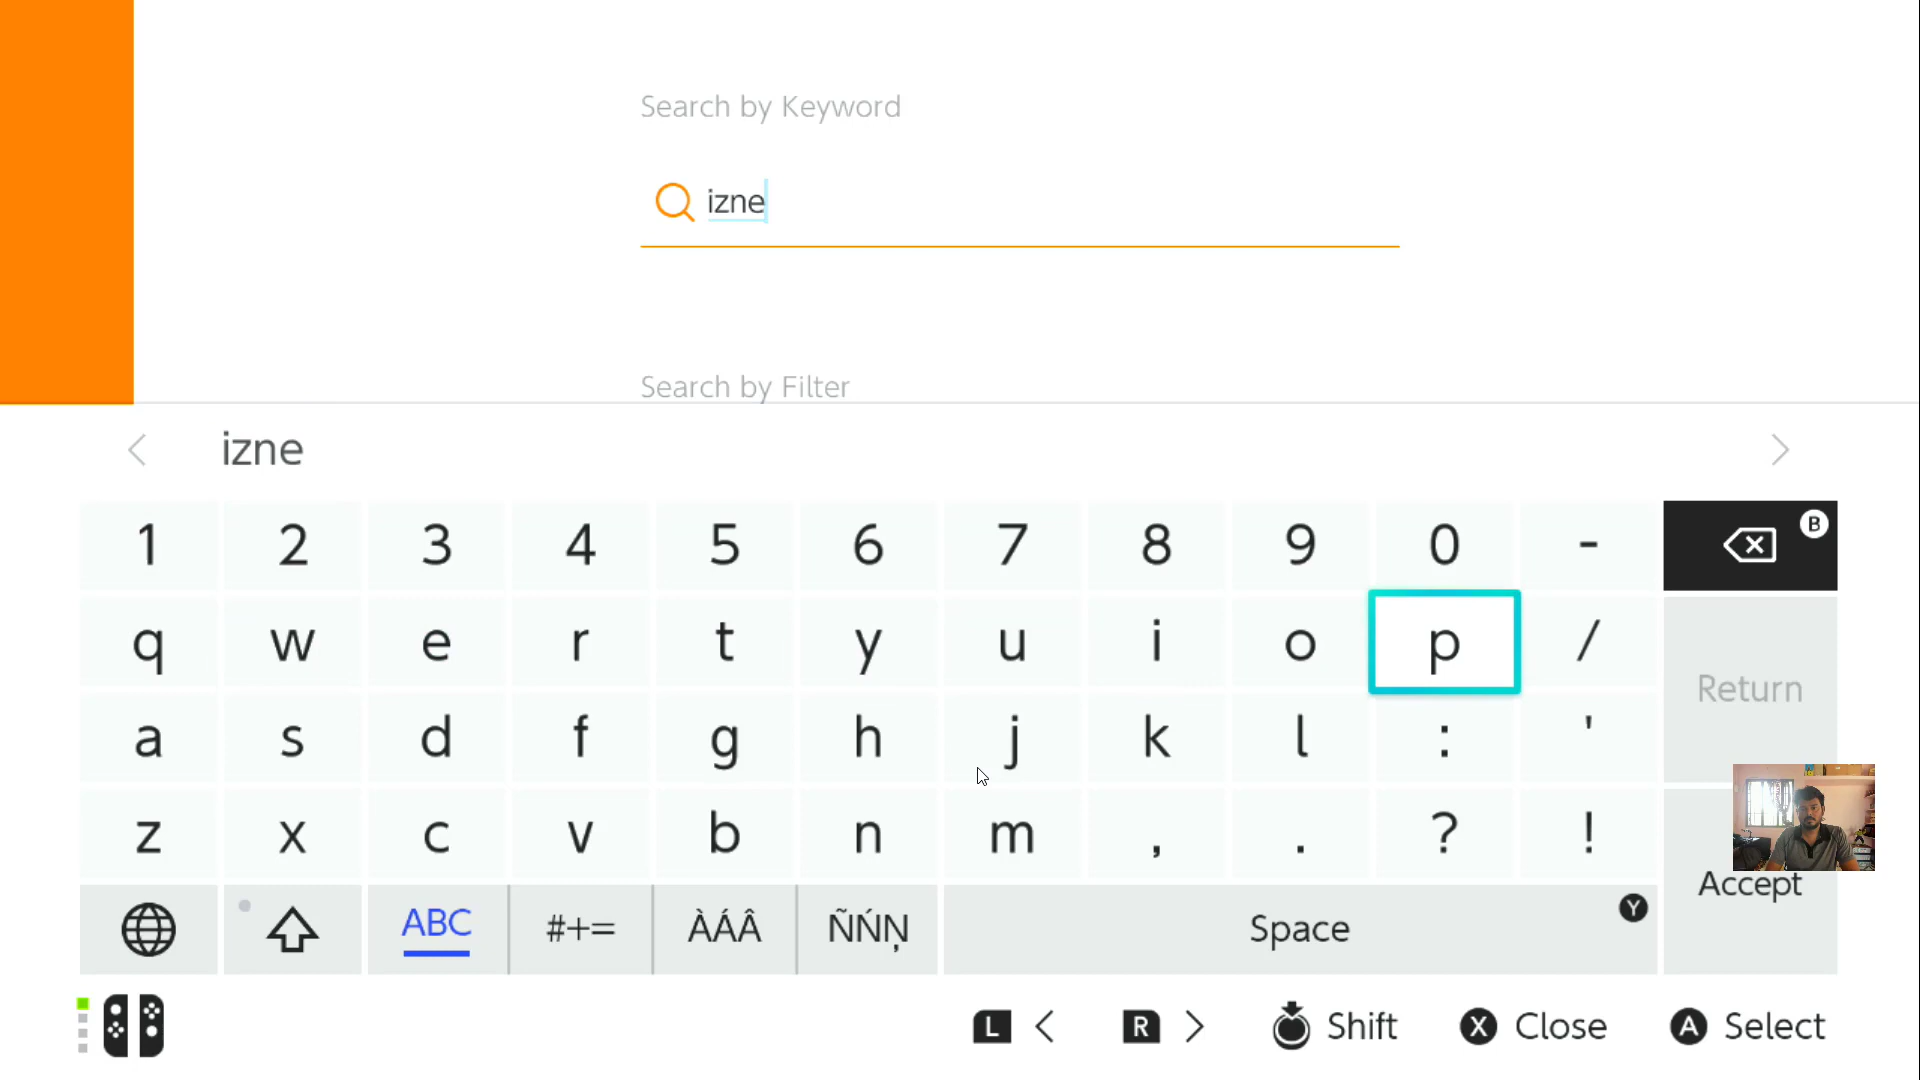 Search by Keyword
izne
Search by Filter
izne
1 2 3 4 5 6 7 8 9 0 - B
q w e r t y u i o p /
Return
a s d f g h j k l : '
z x c v b n m , . ? !
Accept
ABC #+= ÀÁÂ ÑŃŅ Space Y
L < R > Shift X Close A Select